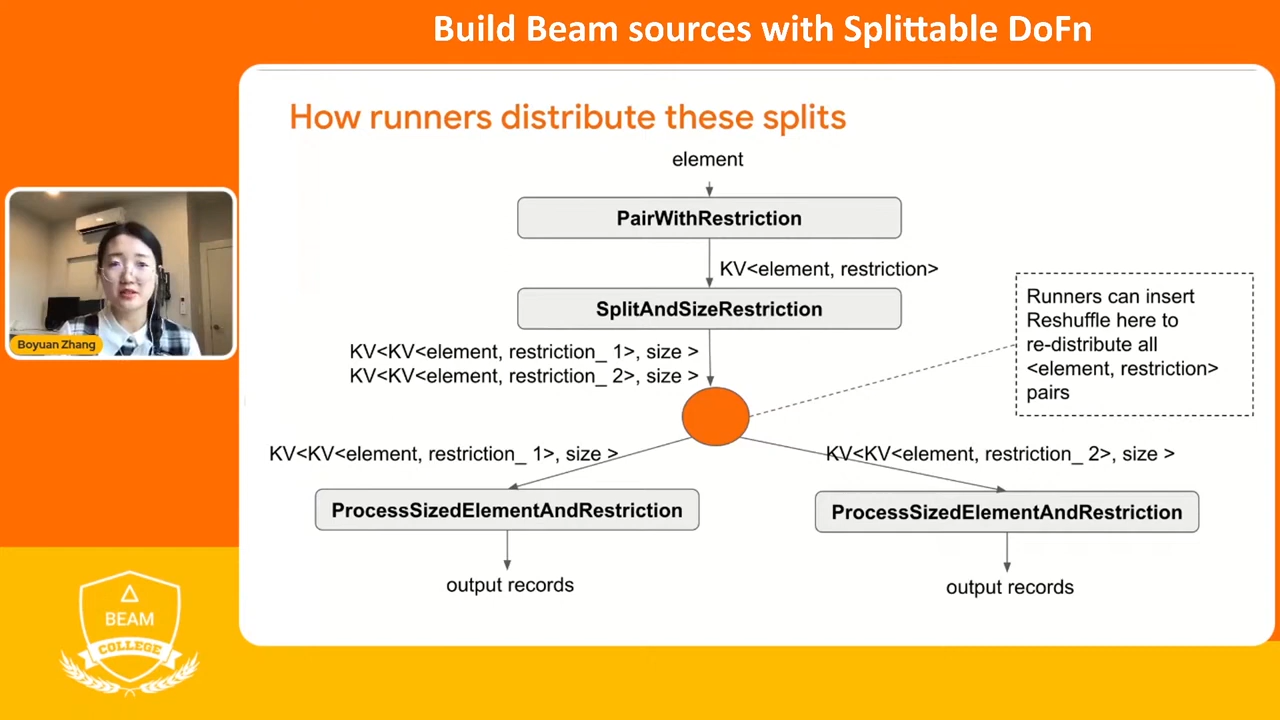 Build Beam sources with Splittable DoFn
How runners distribute these splits
element
PairWithRestriction
KV<element, restriction>
SplitAndSizeRestriction
KV<KV<element, restriction_ 1>, size >
KV<KV<element, restriction_ 2>, size >
Runners can insert
Reshuffle here to
re-distribute all
<element, restriction>
pairs
KV<KV<element, restriction_ 1>, size >
KV<KV<element, restriction_ 2>, size >
ProcessSizedElementAndRestriction
ProcessSizedElementAndRestriction
output records
output records
Boyuan Zhang
BEAM
COLLEGE